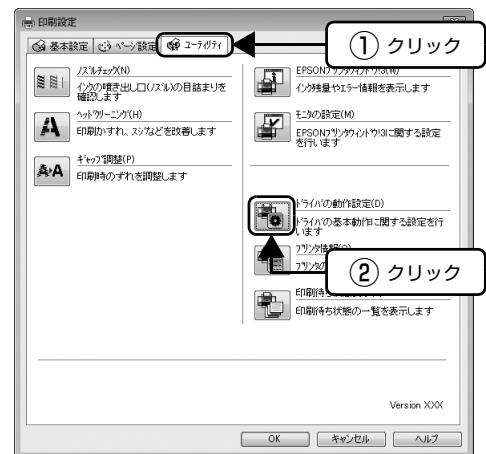 印刷設定
基本設定 ページ設定 ユーティリティ
① クリック
ノズルチェック(N)
インクの噴き出し口(ノズル)の目詰まりを
確認します
ヘッドクリーニング(H)
印刷かすれ、スジなどを改善します
ギャップ調整(P)
印刷時のずれを調整します
EPSONプリンタウィンドウ!3(W)
インク残量やエラー情報を表示します
モニタの設定(M)
EPSONプリンタウィンドウ!3に関する設定
を行います
ドライバの動作設定(D)
ドライバの基本動作に関する設定を行
います
プリンタ情報(O)
プリンタの
② クリック
印刷待ち
印刷待ち状態の一覧を表示します
Version X.XX
OK キャンセル ヘルプ